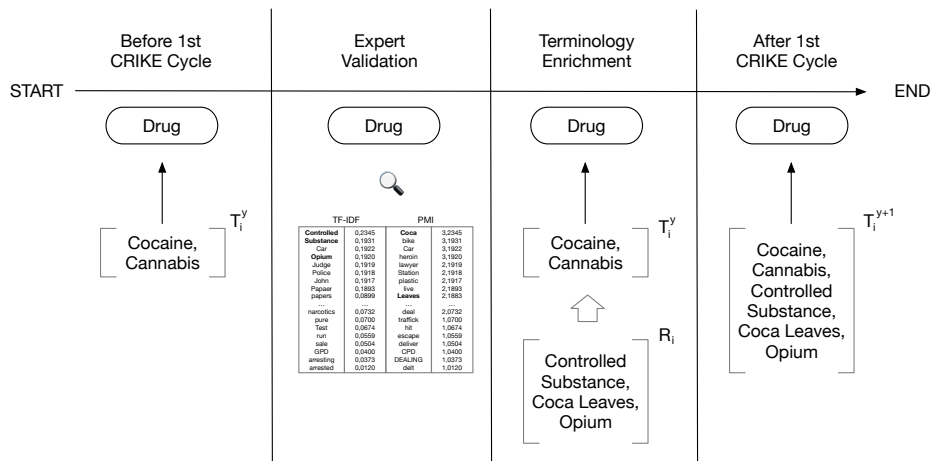 Before 1st
CRIKE Cycle
Expert
Validation
Terminology
Enrichment
After 1st
CRIKE Cycle
START
END
Drug
Drug
Drug
Drug
Cocaine,
Cannabis
T_i^y
TF-IDF PMI
Controlled 0,2345 Coca 3,2345
Substance 0,1931 bike 3,1931
Car 0,1922 Car 3,1922
Opium 0,1920 heroin 3,1920
Judge 0,1919 lawyer 2,1919
Police 0,1918 Station 2,1918
John 0,1917 plastic 2,1917
Papaer 0,1893 live 2,1893
papers 0,0899 Leaves 2,1883
... ... ... ...
narcotics 0,0732 deal 2,0732
pure 0,0700 traffick 1,0700
Test 0,0674 hit 1,0674
run 0,0559 escape 1,0559
sale 0,0504 deliver 1,0504
GPD 0,0400 CPD 1,0400
arresting 0,0373 DEALING 1,0373
arrested 0,0120 delt 1,0120
Cocaine,
Cannabis
T_i^y
Controlled
Substance,
Coca Leaves,
Opium
R_i
Cocaine,
Cannabis,
Controlled
Substance,
Coca Leaves,
Opium
T_i^{y+1}